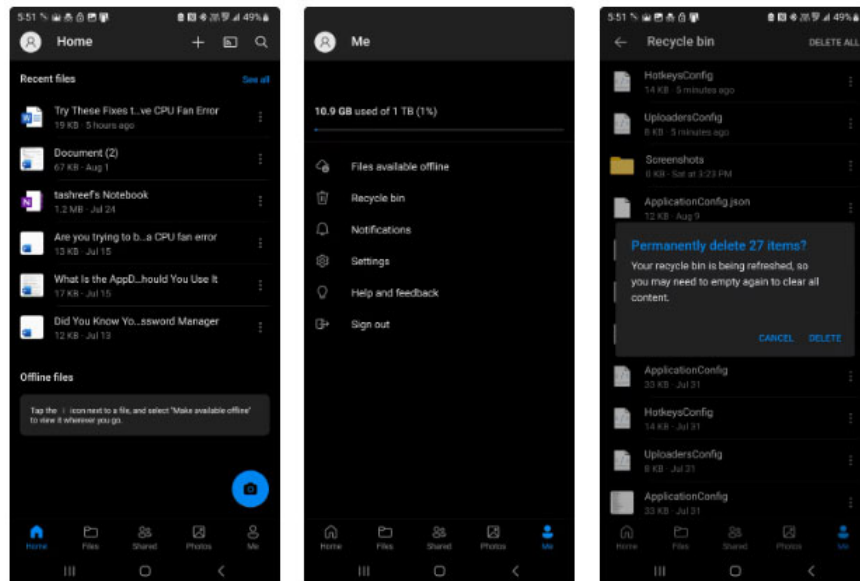 5:51
49%
Home
Recent files
See all
Try These Fixes t...ve CPU Fan Error
19 KB · 5 hours ago
Document (2)
67 KB · Aug 1
tashreef's Notebook
1.2 MB · Jul 24
Are you trying to b...a CPU fan error
13 KB · Jul 15
What Is the AppD...hould You Use It
17 KB · Jul 15
Did You Know Yo...ssword Manager
12 KB · Jul 13
Offline files
Tap the ⋮ icon next to a file, and select "Make available offline"
to view it wherever you go.
Home
Files
Shared
Photos
Me
Me
10.9 GB used of 1 TB (1%)
Files available offline
Recycle bin
Notifications
Settings
Help and feedback
Sign out
Home
Files
Shared
Photos
Me
5:51
49%
Recycle bin
DELETE ALL
HotkeysConfig
14 KB · 5 minutes ago
UploadersConfig
8 KB · 5 minutes ago
Screenshots
0 KB · Sat at 3:23 PM
ApplicationConfig.json
12 KB · Aug 9
Permanently delete 27 items?
Your recycle bin is being refreshed, so
you may need to empty again to clear all
content.
CANCEL
DELETE
ApplicationConfig
33 KB · Jul 31
HotkeysConfig
14 KB · Jul 31
UploadersConfig
8 KB · Jul 31
ApplicationConfig
33 KB · Jul 31
Home
Files
Shared
Photos
Me